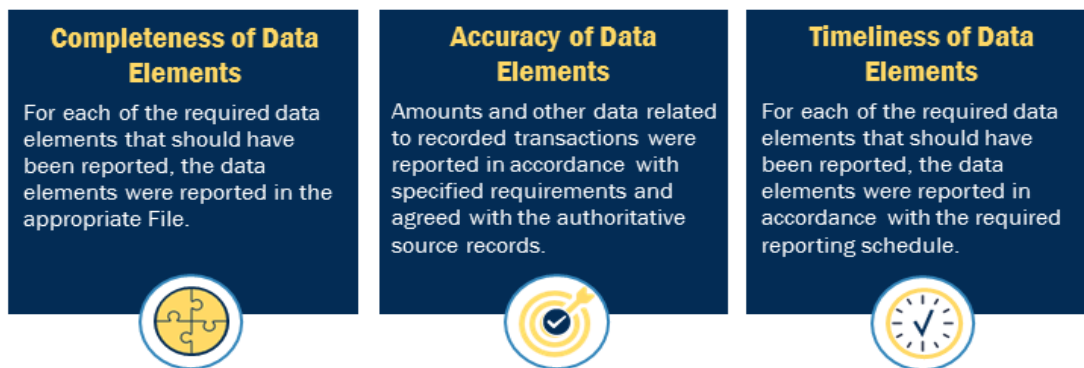 Completeness of Data
Elements
For each of the required data
elements that should have
been reported, the data
elements were reported in the
appropriate File.
Accuracy of Data
Elements
Amounts and other data related
to recorded transactions were
reported in accordance with
specified requirements and
agreed with the authoritative
source records.
Timeliness of Data
Elements
For each of the required data
elements that should have
been reported, the data
elements were reported in
accordance with the required
reporting schedule.